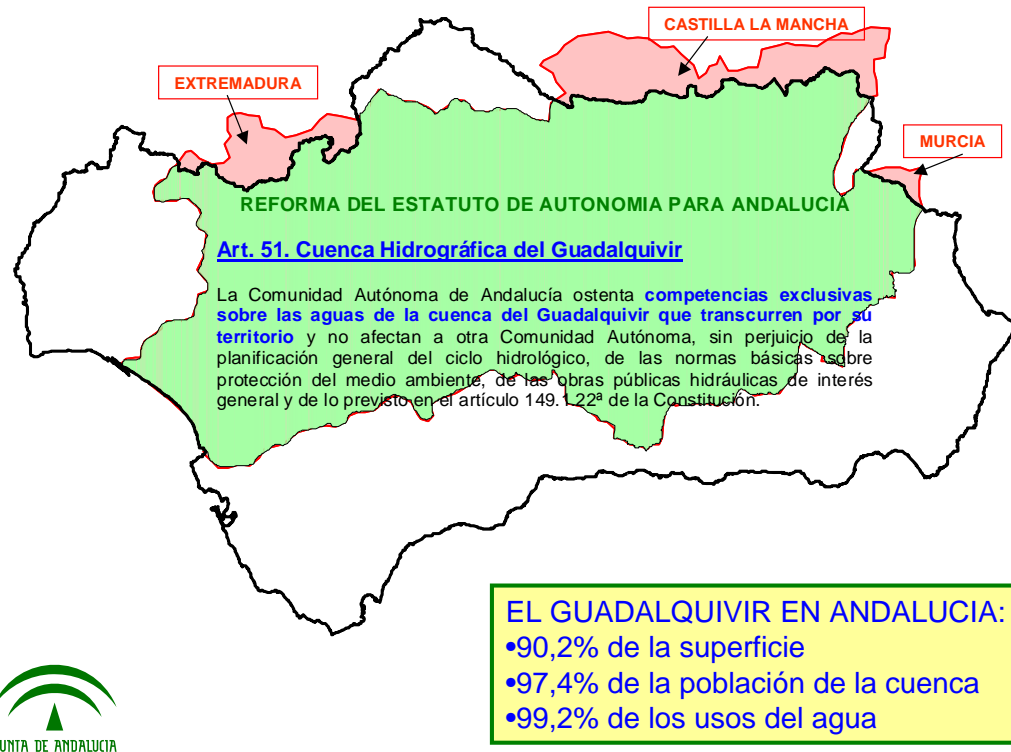 CASTILLA LA MANCHA
EXTREMADURA
MURCIA
REFORMA DEL ESTATUTO DE AUTONOMIA PARA ANDALUCIA
Art. 51. Cuenca Hidrográfica del Guadalquivir
La Comunidad Autónoma de Andalucía ostenta competencias exclusivas
sobre las aguas de la cuenca del Guadalquivir que transcurren por su
territorio y no afectan a otra Comunidad Autónoma, sin perjuicio de la
planificación general del ciclo hidrológico, de las normas básicas sobre
protección del medio ambiente, de las obras públicas hidráulicas de interés
general y de lo previsto en el artículo 149.1.22ª de la Constitución.
EL GUADALQUIVIR EN ANDALUCIA:
•90,2% de la superficie
•97,4% de la población de la cuenca
•99,2% de los usos del agua
UNTA DE ANDALUCIA